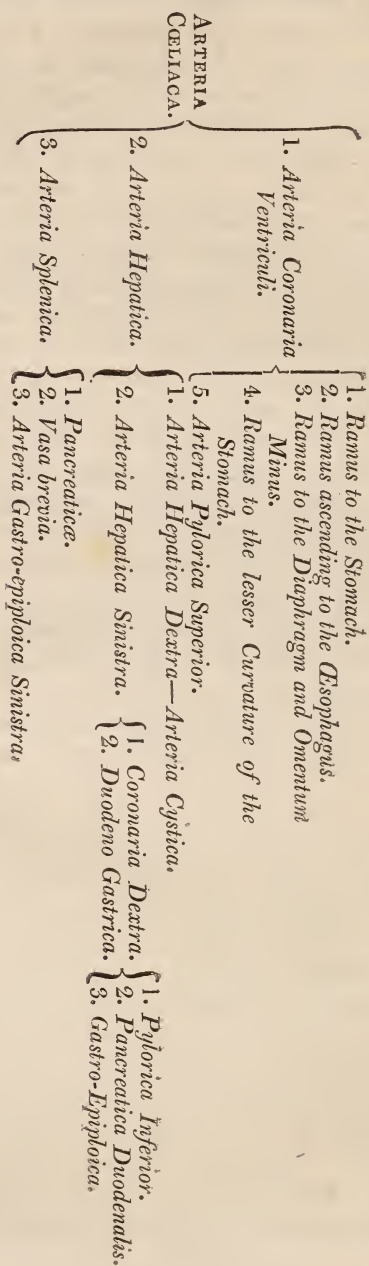 ARTERIA
CŒLIACA.
1. Arteria Coronaria
Ventriculi.
1. Ramus to the Stomach.
2. Ramus ascending to the Œsophagus.
3. Ramus to the Diaphragm and Omentum
Minus.
4. Ramus to the lesser Curvature of the
Stomach.
5. Arteria Pylorica Superior.
2. Arteria Hepatica.
1. Arteria Hepatica Dextra—Arteria Cystica.
2. Arteria Hepatica Sinistra.
1. Coronaria Dextra.
2. Duodeno Gastrica.
1. Pylorica Inferior.
2. Pancreatica Duodenalis.
3. Gastro-Epiploica.
3. Arteria Splenica.
1. Pancreaticæ.
2. Vasa brevia.
3. Arteria Gastro-epiploica Sinistra.